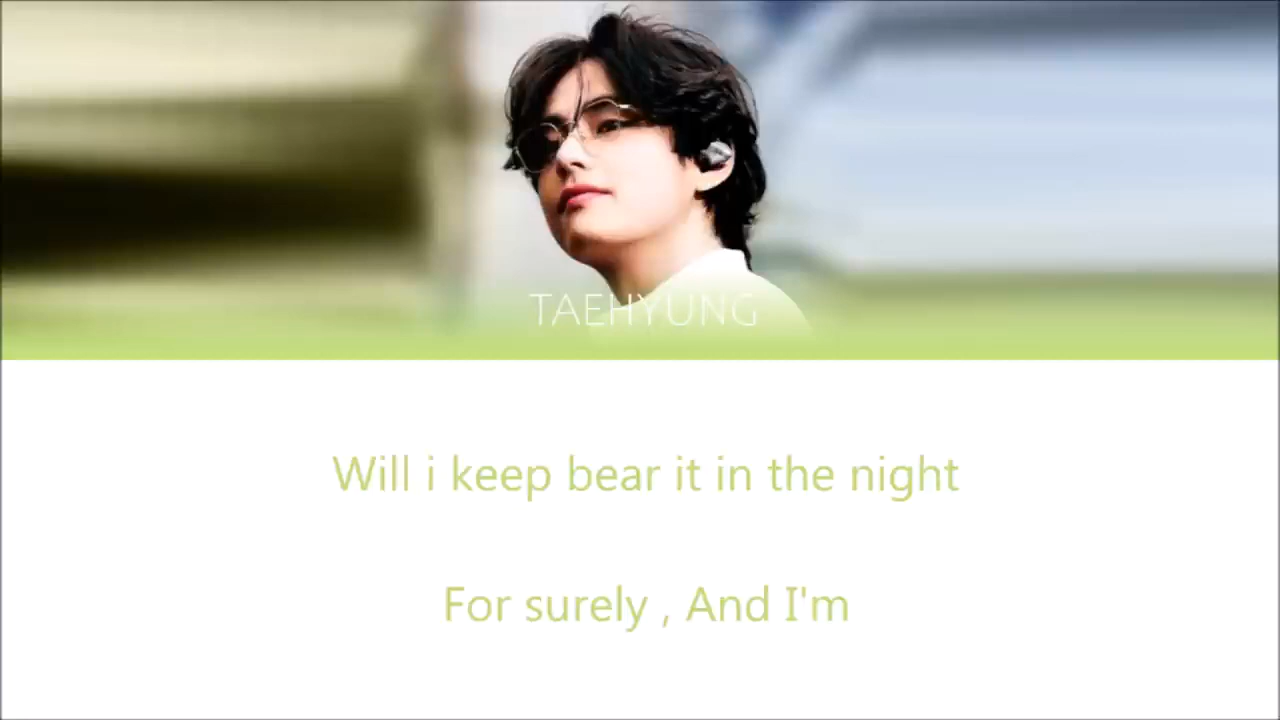 TAEHYUNG
Will i keep bear it in the night
For surely , And I'm